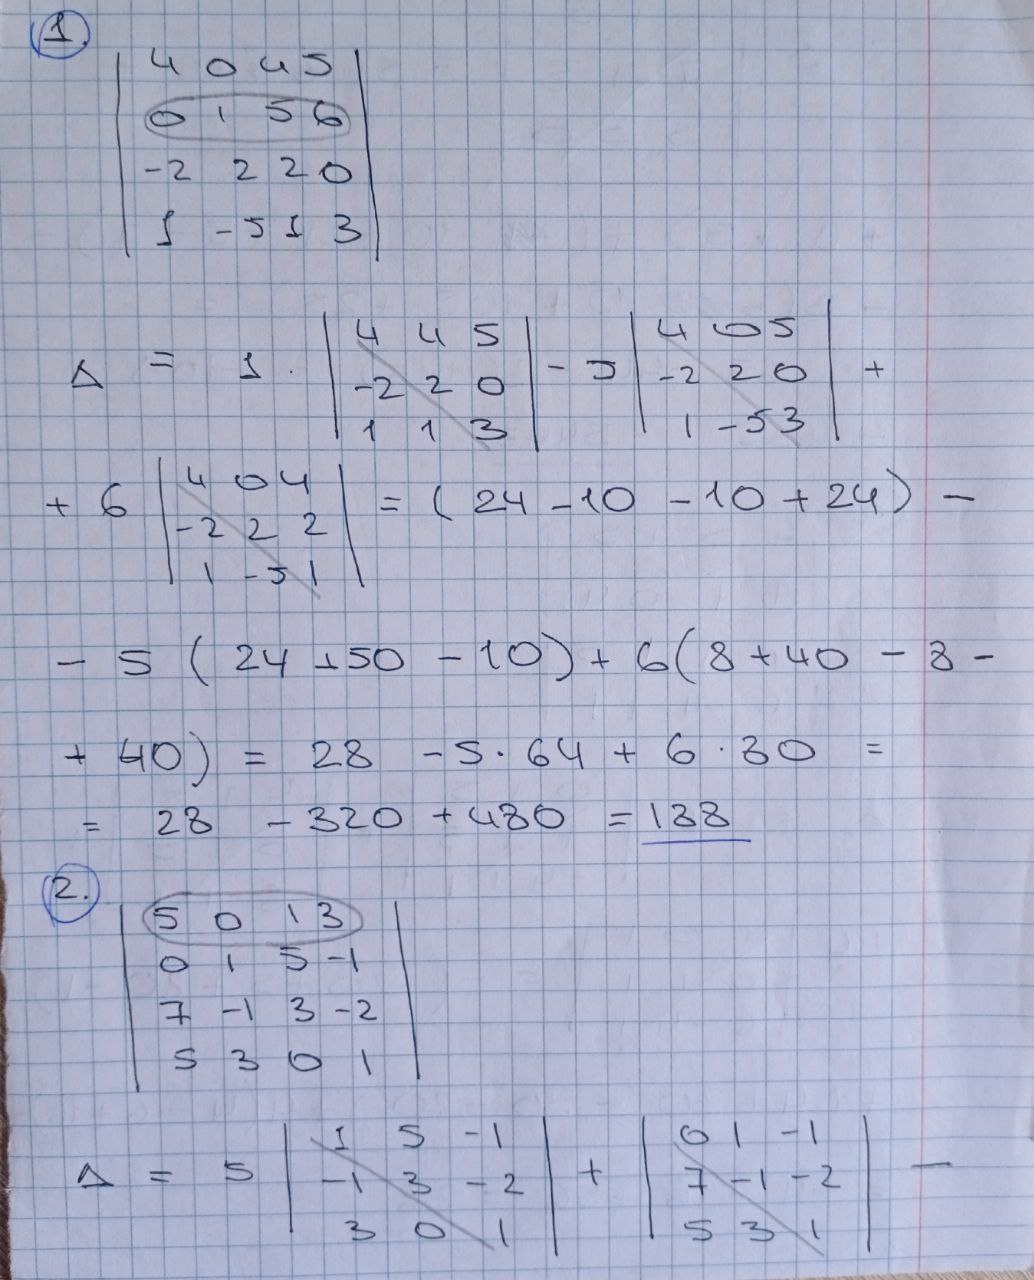 1.
| 4 0 4 5 |
| 0 1 5 6 |
| -2 2 2 0 |
| 1 -5 1 3 |
Δ = 1 · | 4 4 5 | - 5 | 4 0 5 | +
| -2 2 0 | | -2 2 0 |
| 1 1 3 | | 1 -5 3 |
+ 6 | 4 0 4 | = ( 24 - 10 - 10 + 24 ) -
| -2 2 2 |
| 1 -5 1 |
- 5 ( 24 + 50 - 10 ) + 6 ( 8 + 40 - 8 -
+ 40 ) = 28 - 5 · 64 + 6 · 80 =
= 28 - 320 + 480 = 188
2.
| 5 0 1 3 |
| 0 1 5 -1 |
| 7 -1 3 -2 |
| 5 3 0 1 |
Δ = 5 | 1 5 -1 | + | 0 1 -1 | -
| -1 3 -2 | | 7 -1 -2 |
| 3 0 1 | | 5 3 1 |